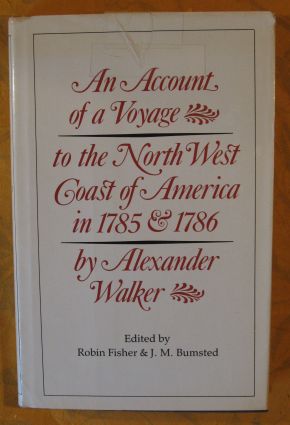 An Account
of a Voyage
to the North West
Coast of America
in 1785 & 1786
by Alexander
Walker
Edited by
Robin Fisher & J. M. Bumsted